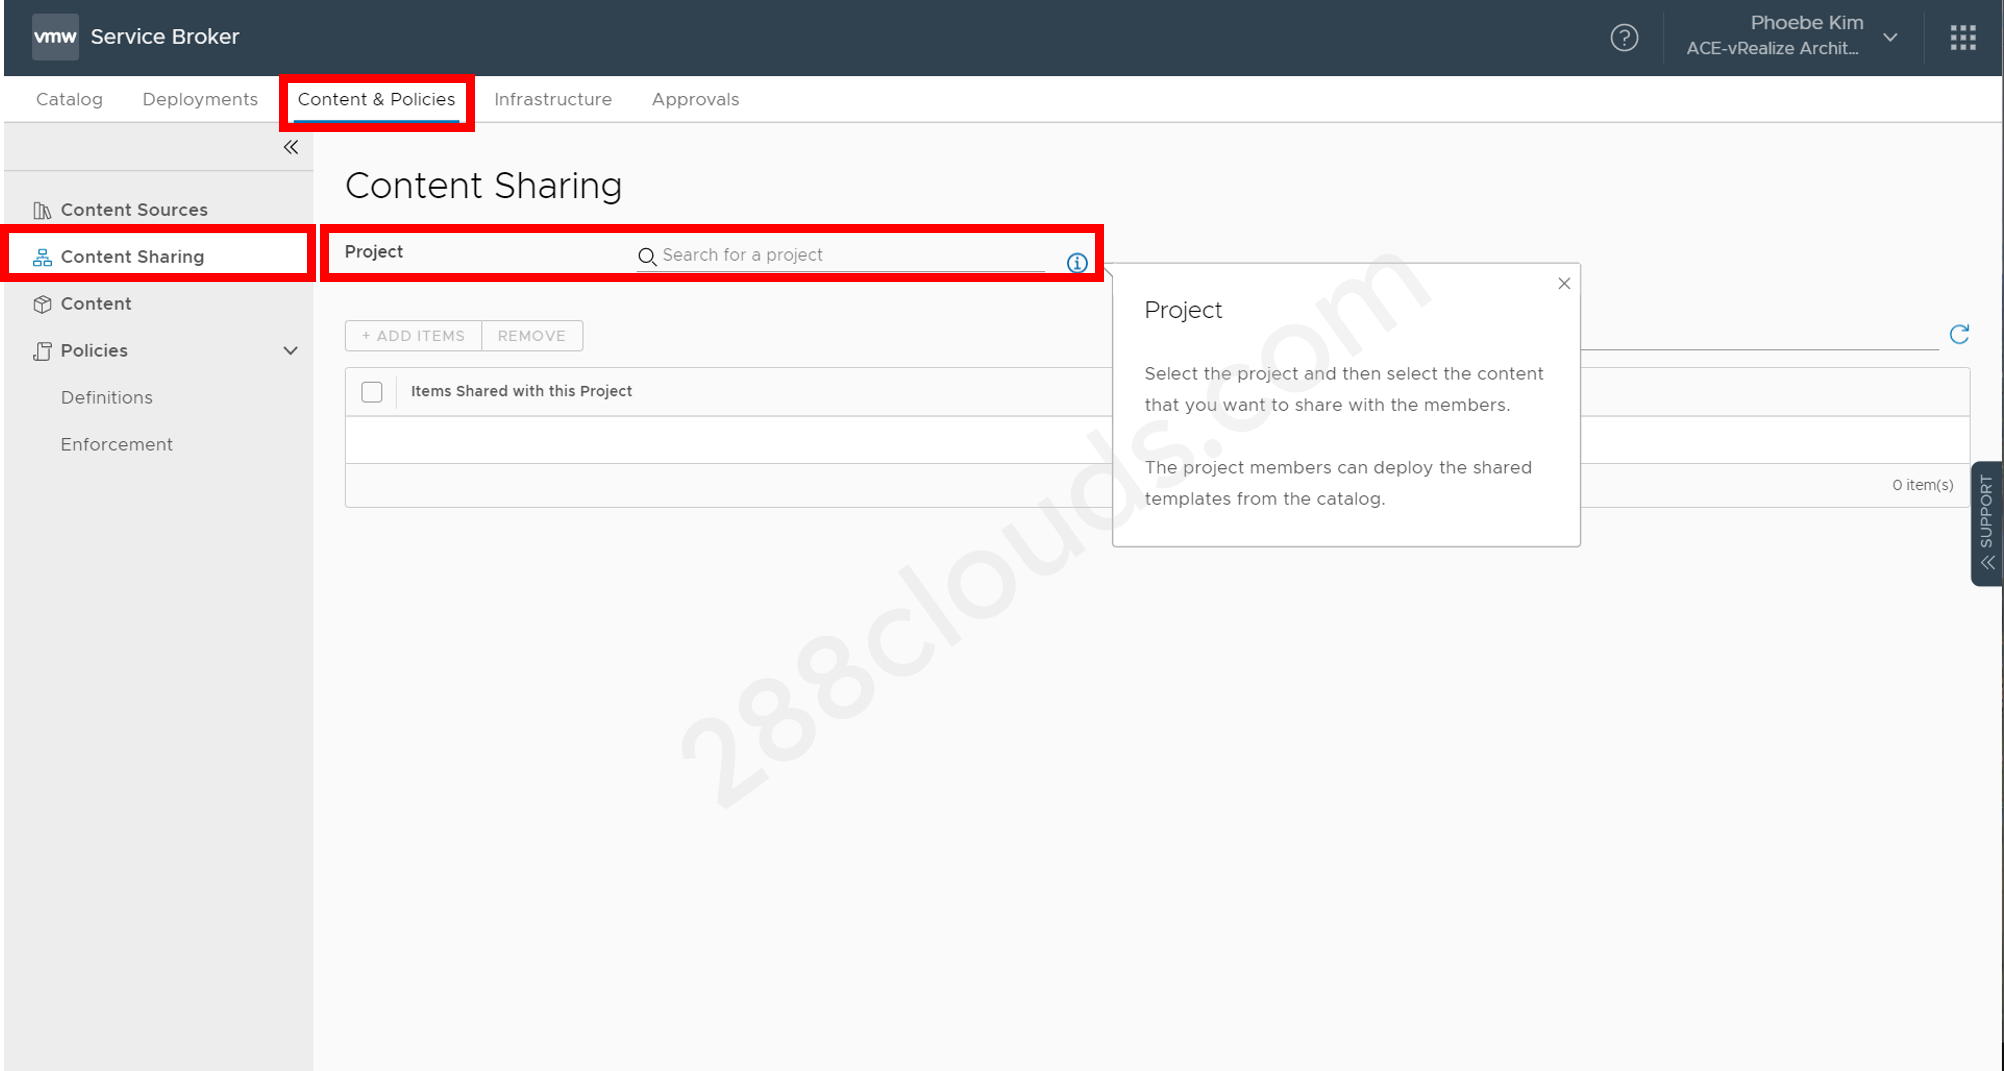 vmw Service Broker
Phoebe Kim
ACE-vRealize Archit...
Catalog Deployments Content & Policies Infrastructure Approvals
Content Sources
Content Sharing
Content
Policies
Definitions
Enforcement
Content Sharing
Project Search for a project
+ ADD ITEMS REMOVE
Items Shared with this Project
0 item(s)
Project
Select the project and then select the content
that you want to share with the members.
The project members can deploy the shared
templates from the catalog.
SUPPORT
288clouds.com